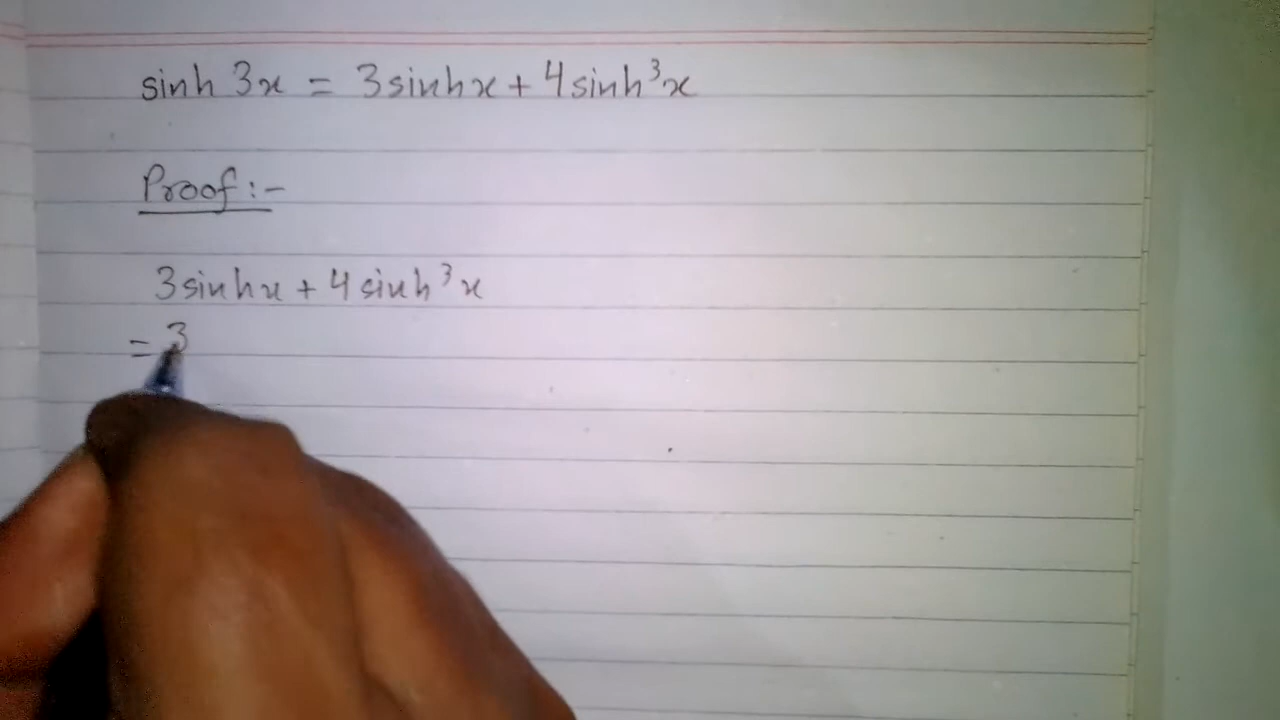 sinh 3x = 3sinhx + 4sinh³x
Proof :-
3sinhx + 4sinh³x
= 3